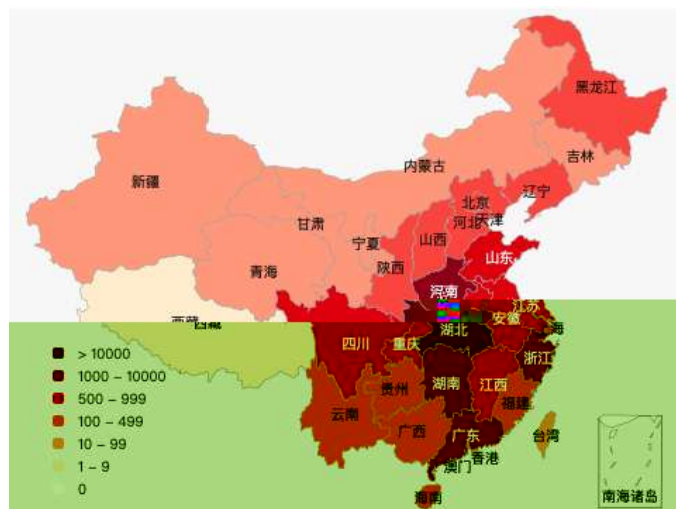 黑龙江
吉林
内蒙古
新疆
辽宁
北京
天津
河北
甘肃
山西
宁夏
山东
青海
陕西
河南
江苏
安徽
湖北
四川
重庆
浙江
湖南
江西
贵州
福建
云南
广西
广东
台湾
香港
澳门
海南
南海诸岛
> 10000
1000 – 10000
500 – 999
100 – 499
10 – 99
1 – 9
0